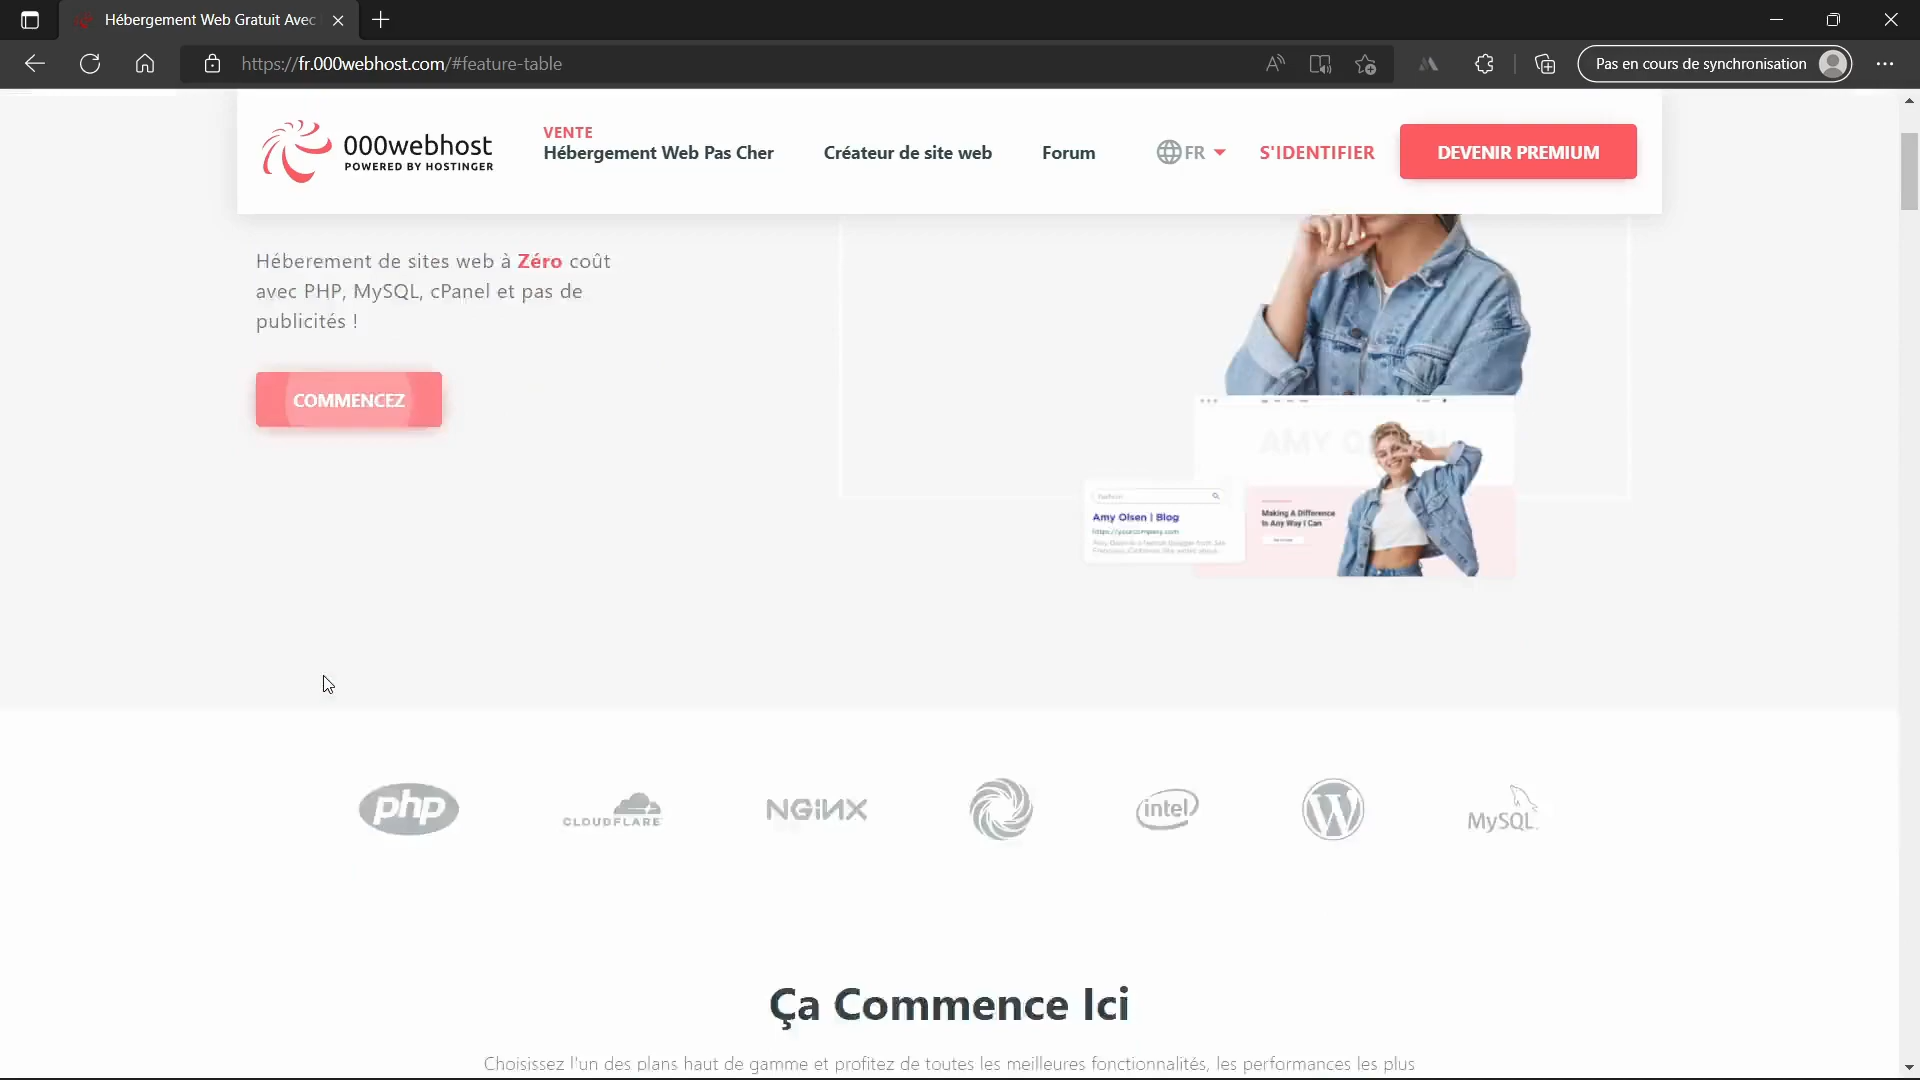 Hébergement Web Gratuit Avec
https://fr.000webhost.com/#feature-table
Pas en cours de synchronisation
000webhost
POWERED BY HOSTINGER
VENTE
Hébergement Web Pas Cher
Créateur de site web
Forum
FR
S'IDENTIFIER
DEVENIR PREMIUM
Héberement de sites web à Zéro coût
avec PHP, MySQL, cPanel et pas de
publicités !
COMMENCEZ
AMY
Amy Olsen | Blog
https://yourcompany.com
Making A Difference
In Any Way I Can
php
CLOUDFLARE
NGINX
intel
MySQL
Ça Commence Ici
Choisissez l'un des plans haut de gamme et profitez de toutes les meilleures fonctionnalités, les performances les plus